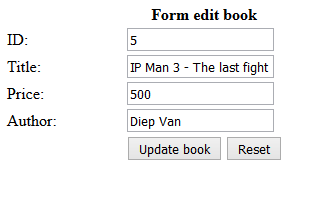 Form edit book
ID: 5
Title: IP Man 3 - The last fight
Price: 500
Author: Diep Van
Update book Reset